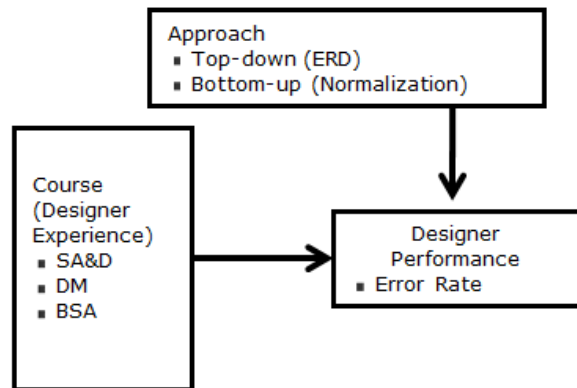 Approach
▪ Top-down (ERD)
▪ Bottom-up (Normalization)
Course
(Designer
Experience)
▪ SA&D
▪ DM
▪ BSA
Designer
Performance
▪ Error Rate